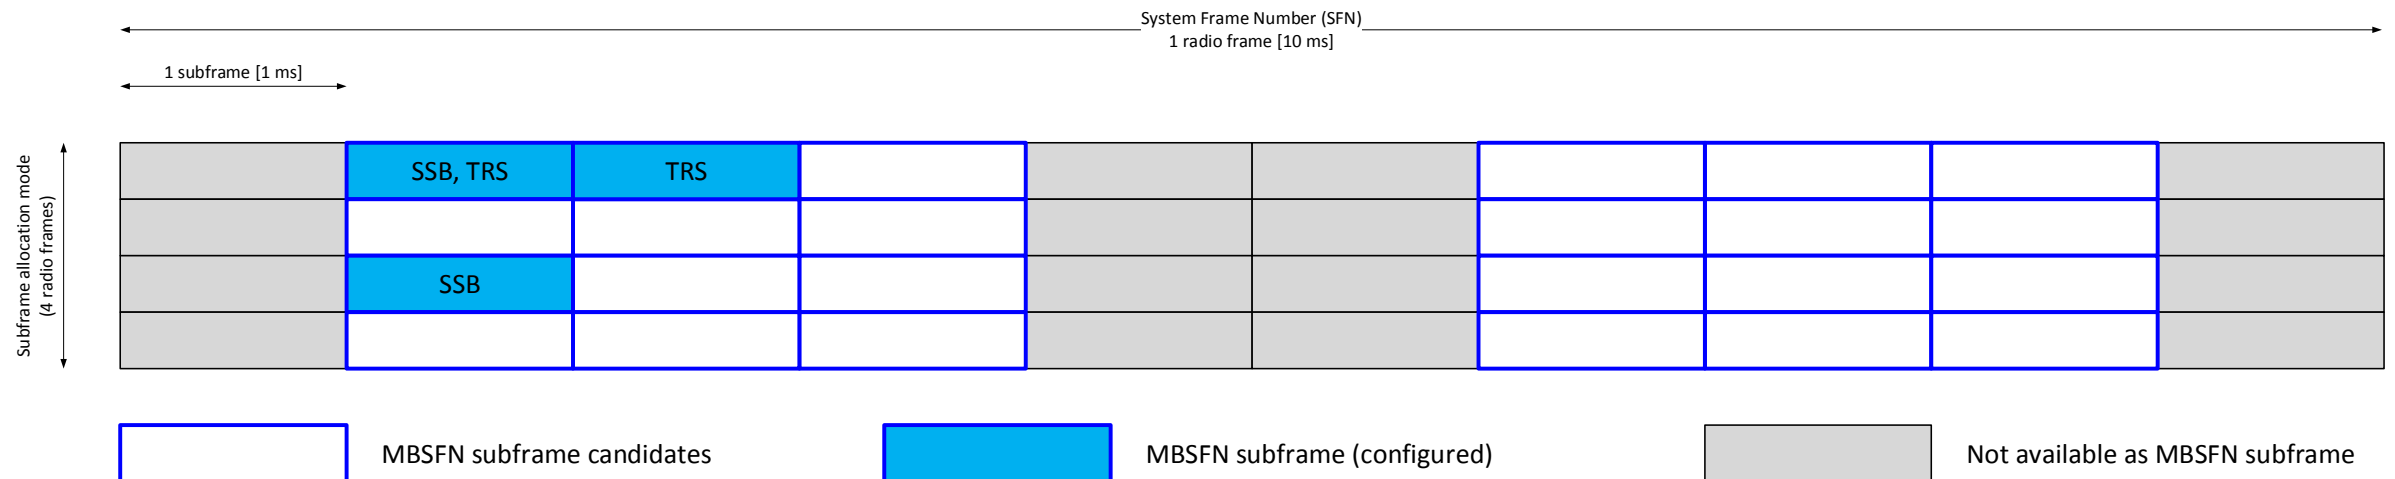 System Frame Number (SFN)
1 radio frame [10 ms]
1 subframe [1 ms]
Subframe allocation mode
(4 radio frames)
SSB, TRS
TRS
SSB
MBSFN subframe candidates
MBSFN subframe (configured)
Not available as MBSFN subframe